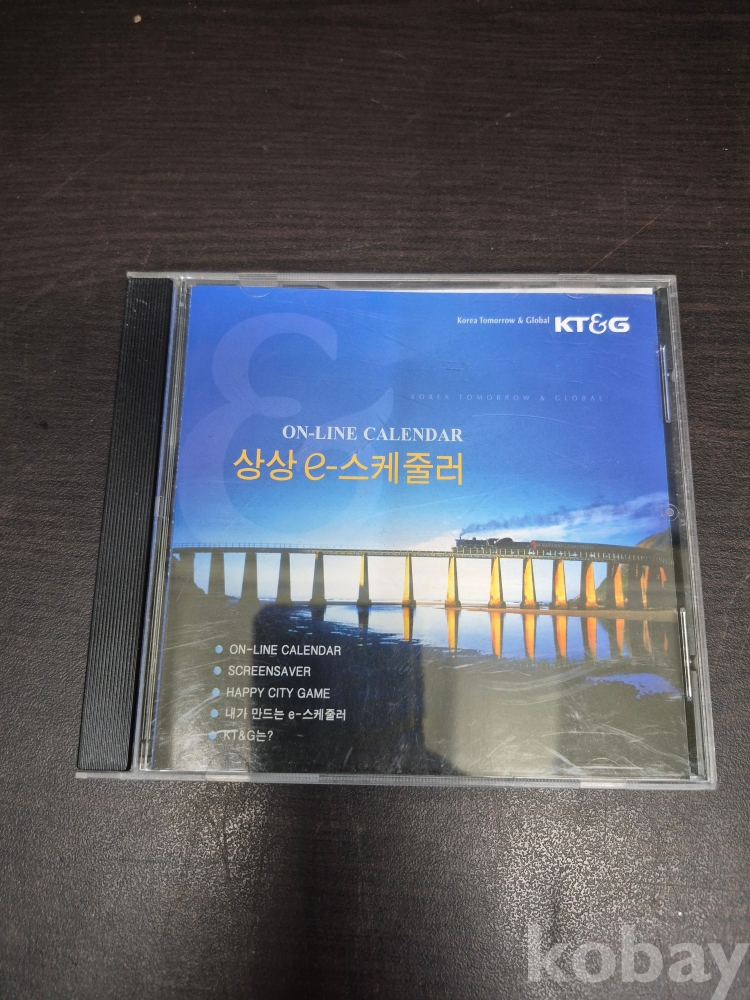 Korea Tomorrow & Global KT&G
KOREA TOMORROW & GLOBAL
ON-LINE CALENDAR
상상 e-스케줄러
ON-LINE CALENDAR
SCREENSAVER
HAPPY CITY GAME
내가 만드는 e-스케줄러
KT&G는?
kobay